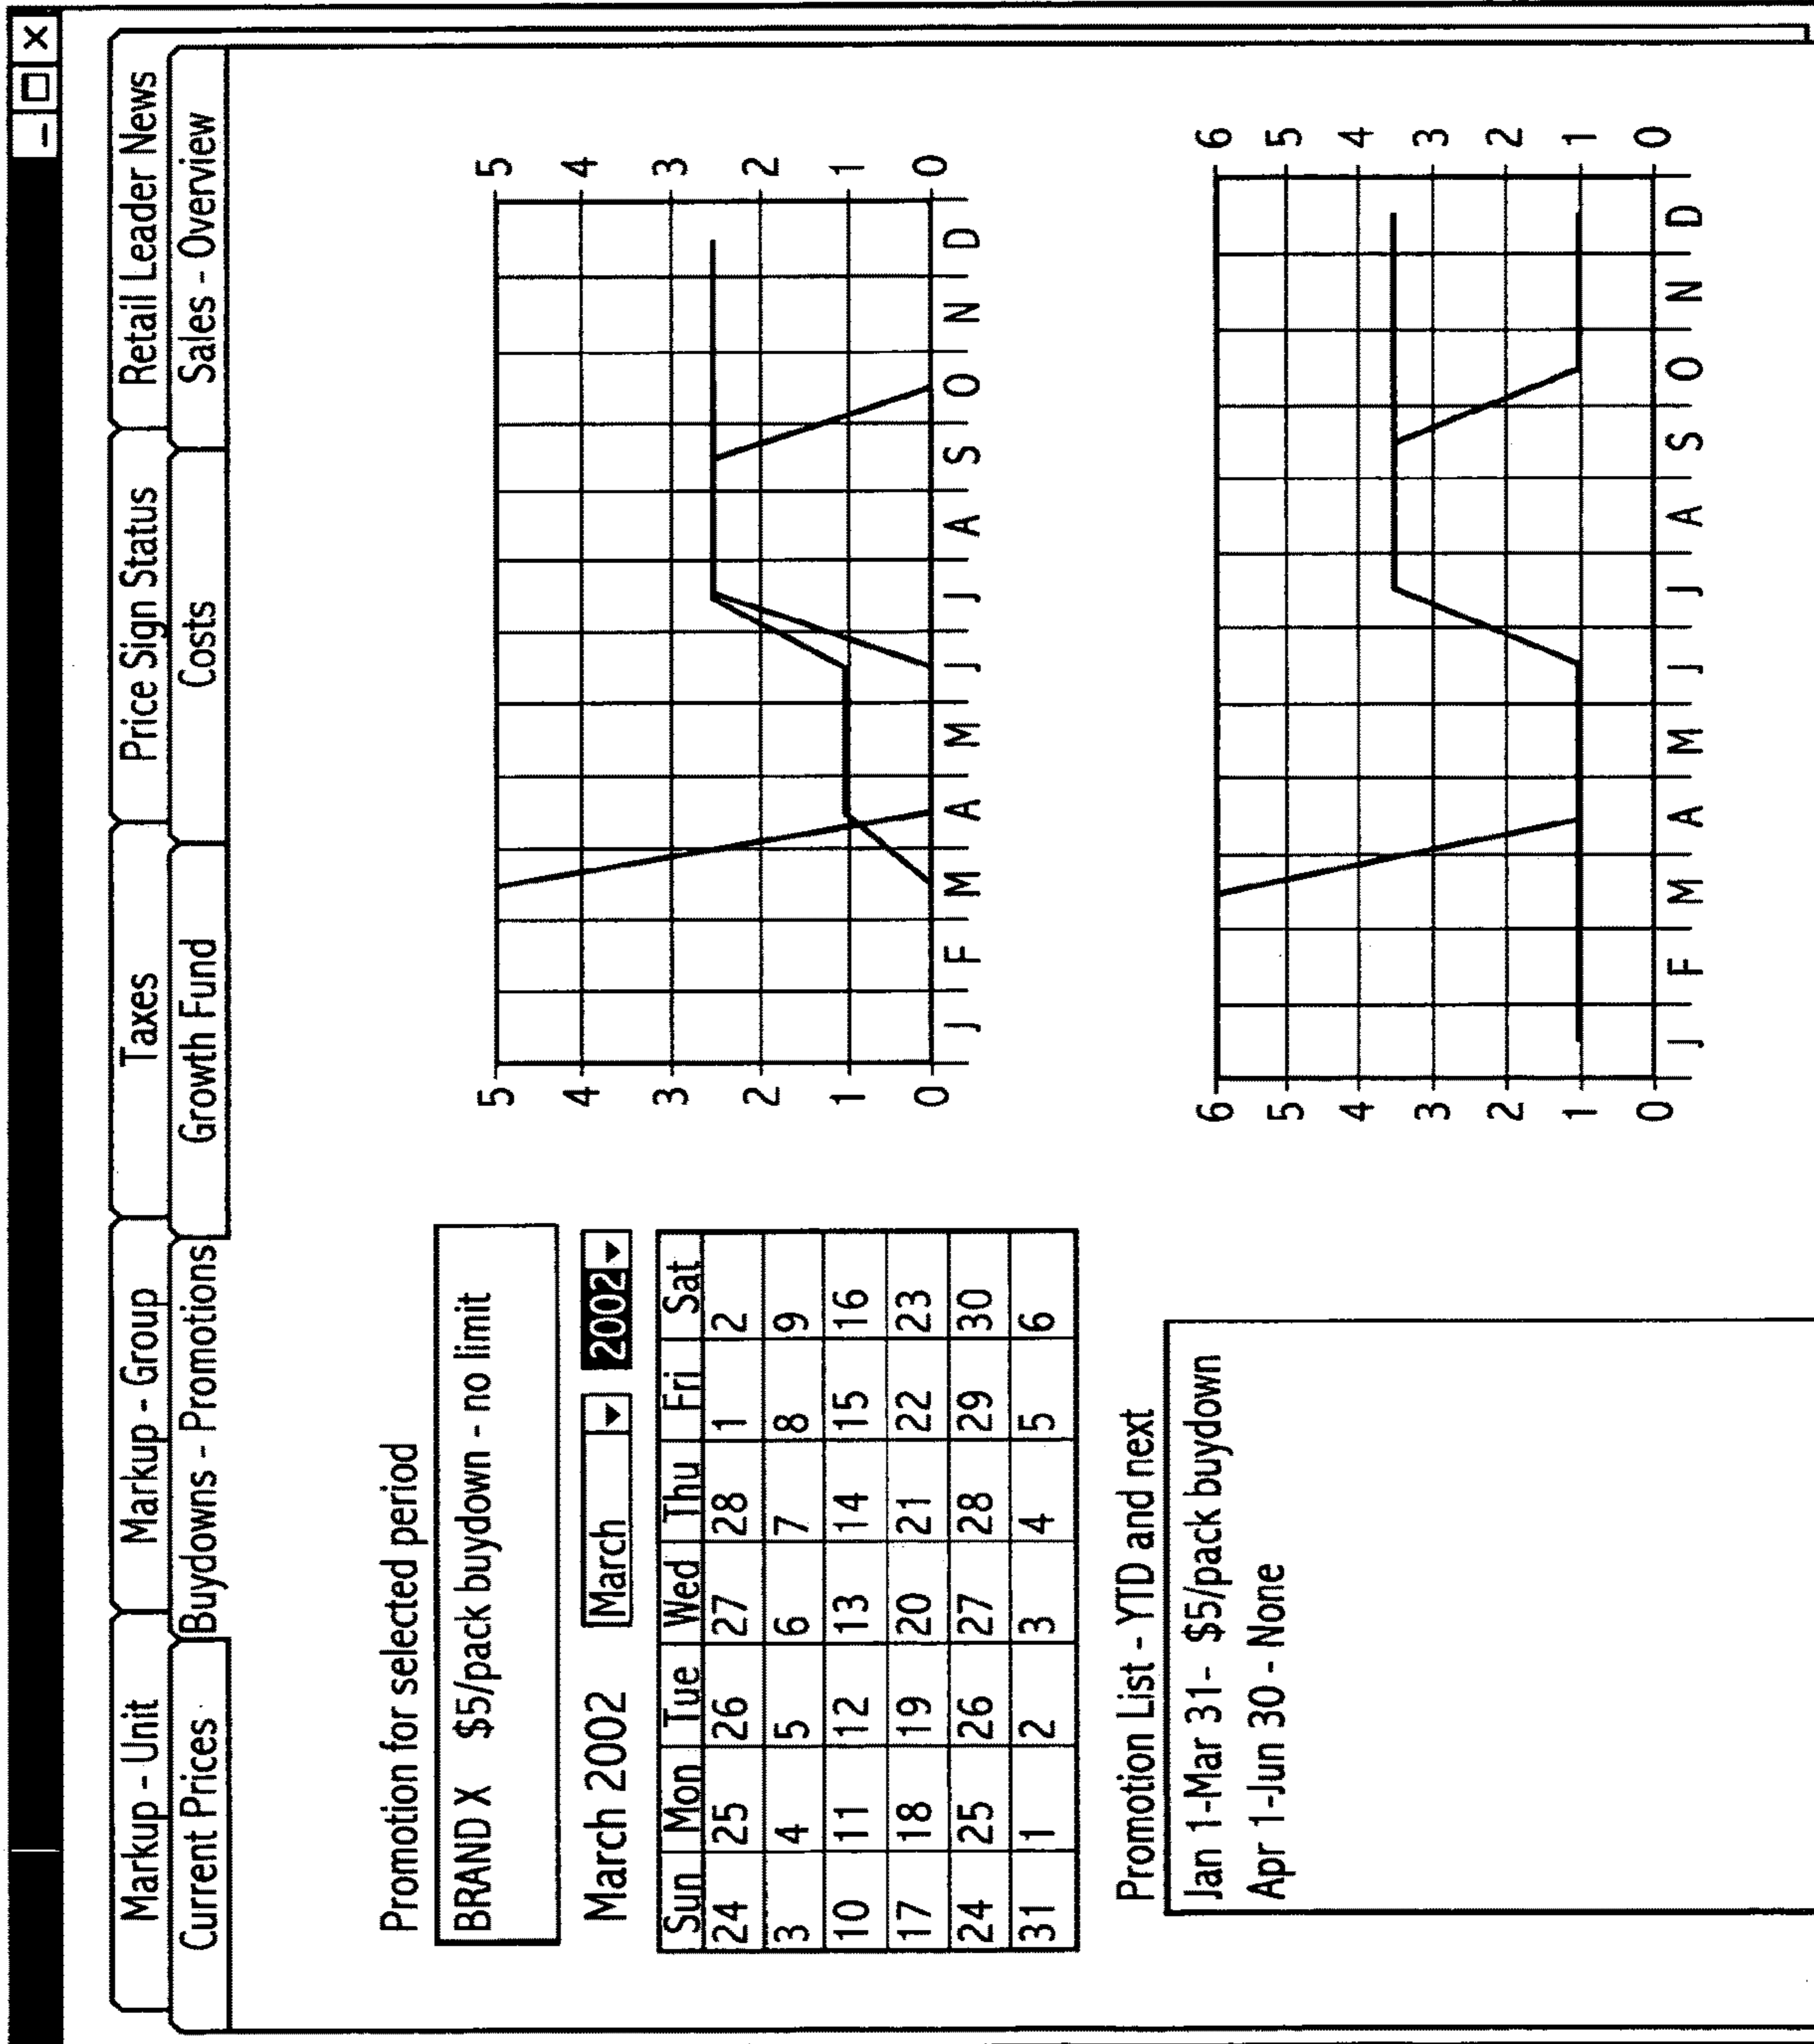 Markup - Unit Markup - Group Taxes Price Sign Status Retail Leader News
Current Prices Buydowns - Promotions Growth Fund Costs Sales - Overview
Promotion for selected period
BRAND X $5/pack buydown - no limit
March 2002 March 2002
Sun Mon Tue Wed Thu Fri Sat
24 25 26 27 28 1 2
3 4 5 6 7 8 9
10 11 12 13 14 15 16
17 18 19 20 21 22 23
24 25 26 27 28 29 30
31 1 2 3 4 5 6
Promotion List - YTD and next
Jan 1-Mar 31- $5/pack buydown
Apr 1-Jun 30 - None
5 5
4 4
3 3
2 2
1 1
0 0
J F M A M J J A S O N D
6 6
5 5
4 4
3 3
2 2
1 1
0 0
J F M A M J J A S O N D